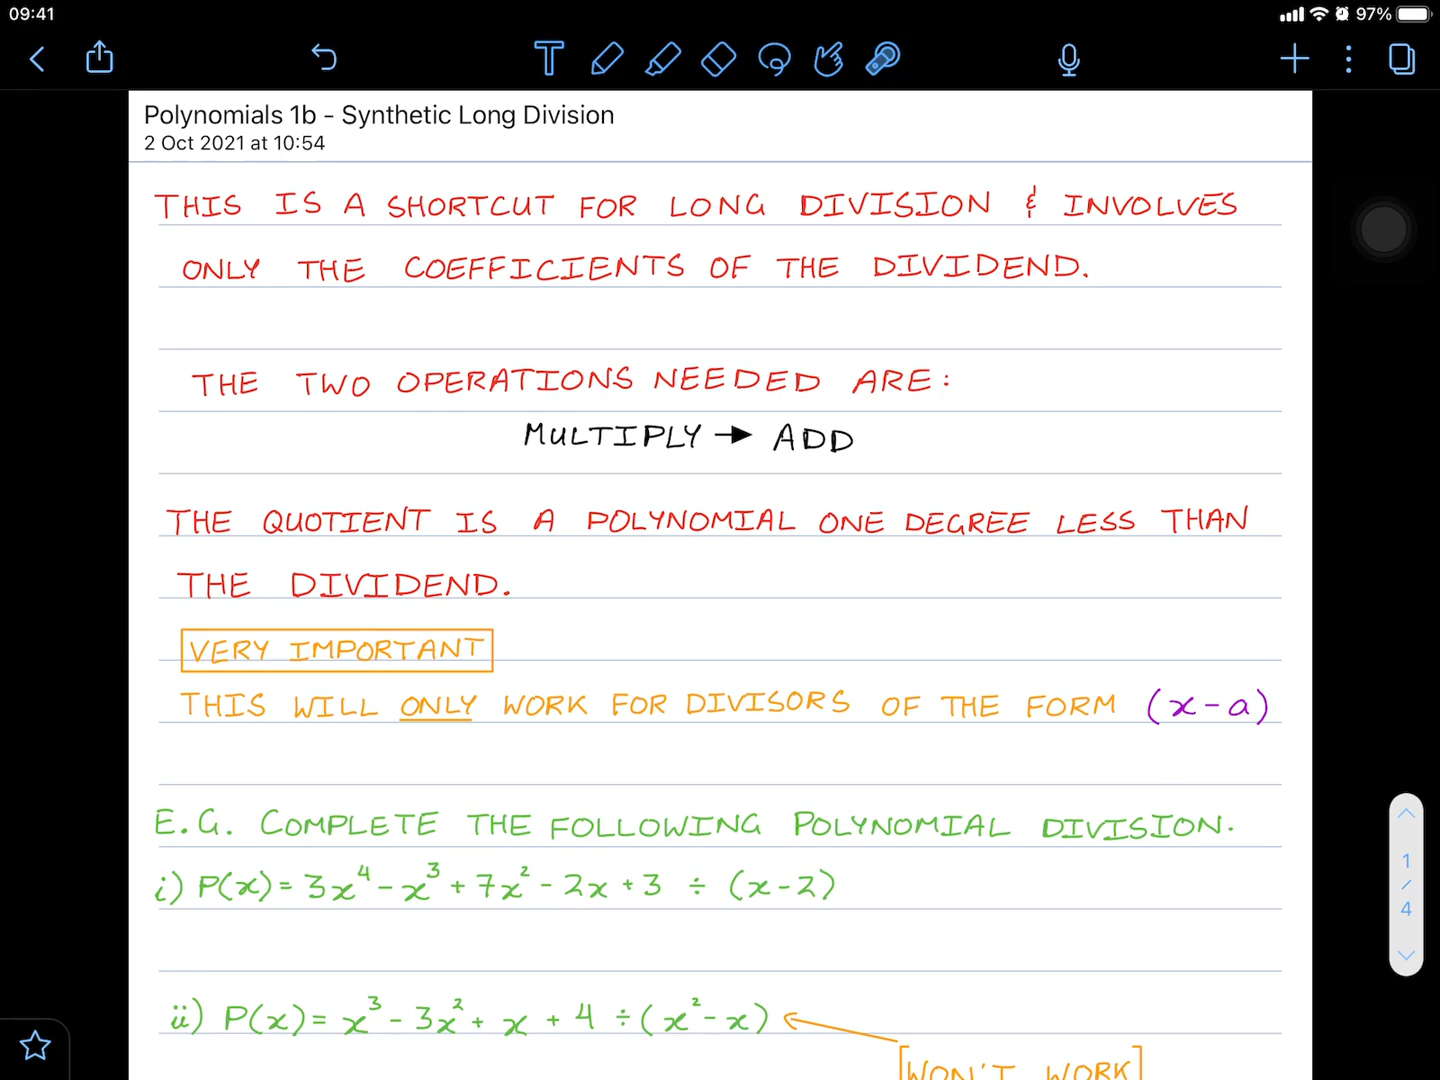 09:41
97%
Polynomials 1b - Synthetic Long Division
2 Oct 2021 at 10:54
THIS IS A SHORTCUT FOR LONG DIVISION & INVOLVES
ONLY THE COEFFICIENTS OF THE DIVIDEND.
THE TWO OPERATIONS NEEDED ARE:
MULTIPLY → ADD
THE QUOTIENT IS A POLYNOMIAL ONE DEGREE LESS THAN
THE DIVIDEND.
VERY IMPORTANT
THIS WILL ONLY WORK FOR DIVISORS OF THE FORM (x-a)
E.G. COMPLETE THE FOLLOWING POLYNOMIAL DIVISION.
i) P(x) = 3x⁴ - x³ + 7x² - 2x + 3 ÷ (x-2)
ii) P(x) = x³ - 3x² + x + 4 ÷ (x² - x)
[WON'T WORK]
1
/
4